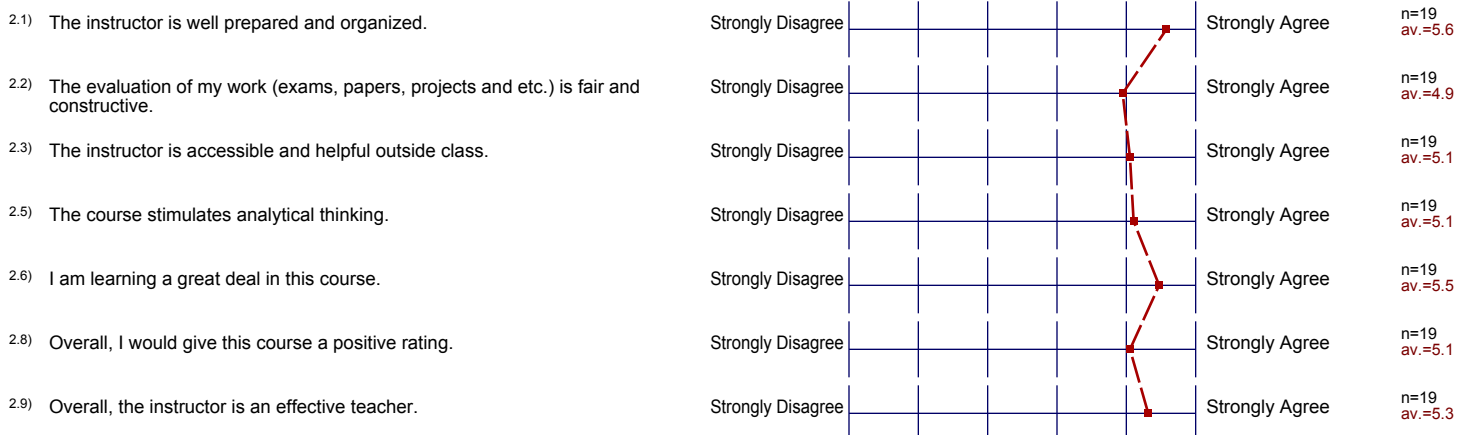 2.1) The instructor is well prepared and organized. Strongly Disagree Strongly Agree n=19
av.=5.6
2.2) The evaluation of my work (exams, papers, projects and etc.) is fair and Strongly Disagree Strongly Agree n=19
constructive. av.=4.9
2.3) The instructor is accessible and helpful outside class. Strongly Disagree Strongly Agree n=19
av.=5.1
2.5) The course stimulates analytical thinking. Strongly Disagree Strongly Agree n=19
av.=5.1
2.6) I am learning a great deal in this course. Strongly Disagree Strongly Agree n=19
av.=5.5
2.8) Overall, I would give this course a positive rating. Strongly Disagree Strongly Agree n=19
av.=5.1
2.9) Overall, the instructor is an effective teacher. Strongly Disagree Strongly Agree n=19
av.=5.3